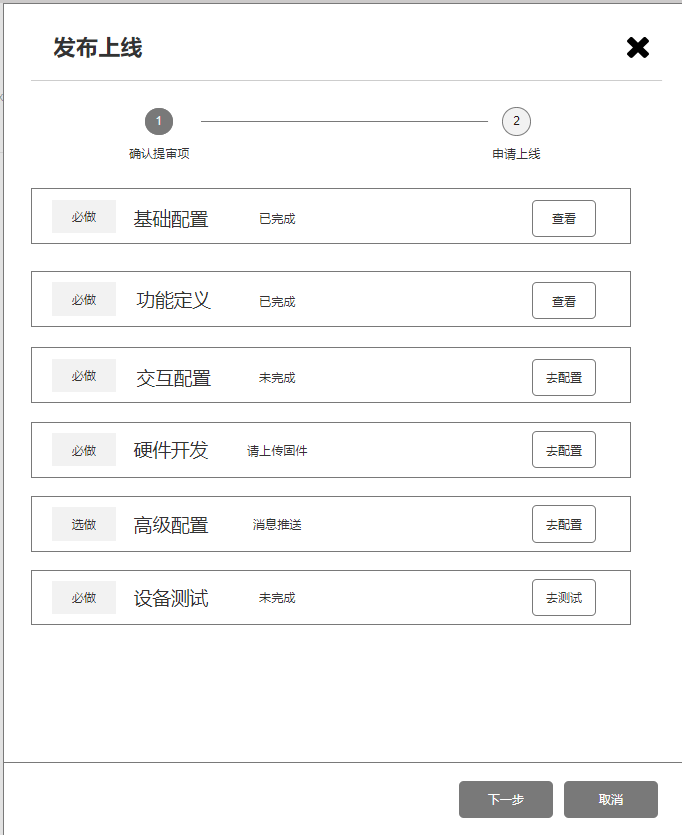 发布上线
1
2
确认提审项
申请上线
必做 基础配置 已完成 查看
必做 功能定义 已完成 查看
必做 交互配置 未完成 去配置
必做 硬件开发 请上传固件 去配置
选做 高级配置 消息推送 去配置
必做 设备测试 未完成 去测试
下一步 取消